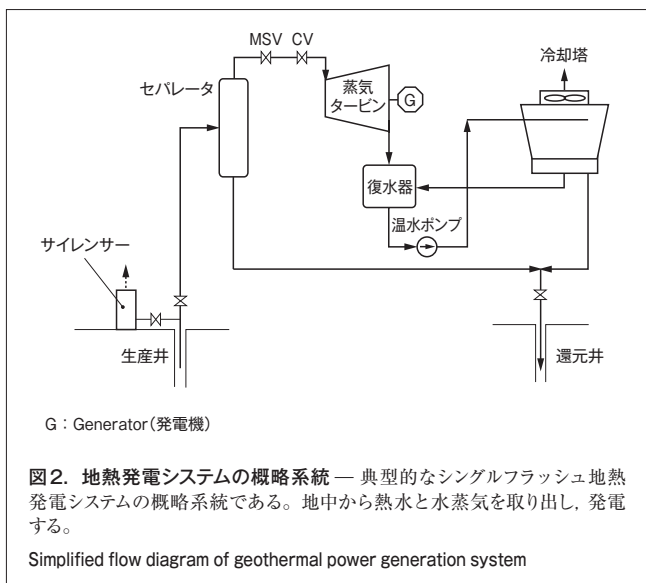 MSV CV
冷却塔
セパレータ
蒸気
タービン
G
復水器
温水ポンプ
サイレンサー
生産井
還元井
G：Generator（発電機）
図2．地熱発電システムの概略系統 — 典型的なシングルフラッシュ地熱
発電システムの概略系統である。地中から熱水と水蒸気を取り出し，発電
する。
Simplified flow diagram of geothermal power generation system